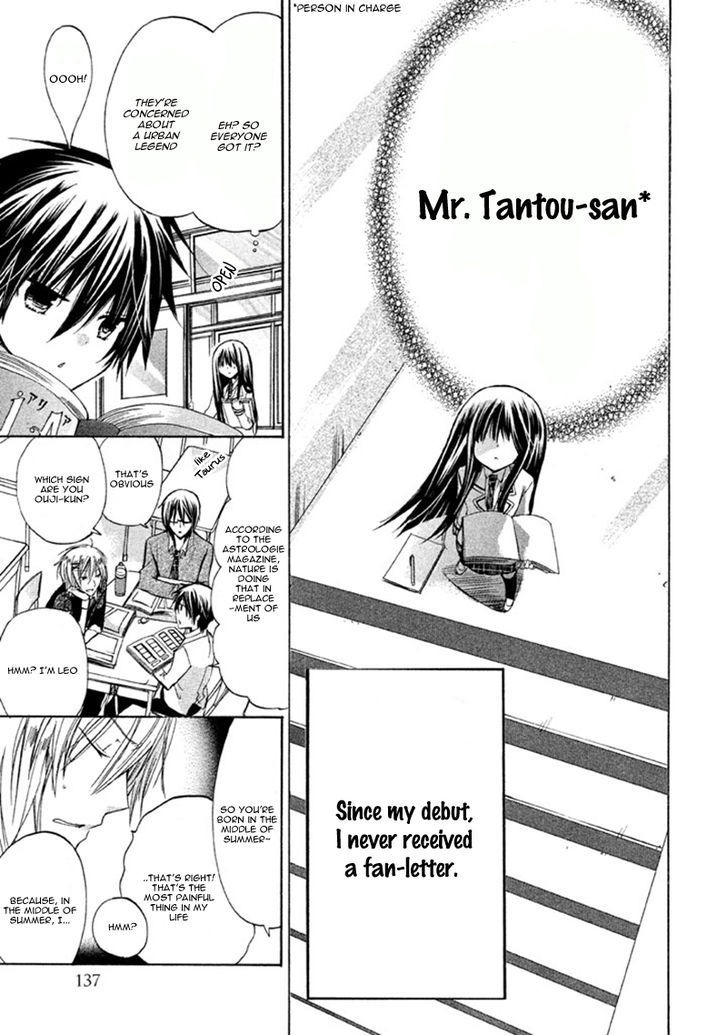 *PERSON IN CHARGE
Mr. Tantou-san*
Since my debut,
I never received
a fan-letter.
EH? SO
EVERYONE
GOT IT?
THEY'RE
CONCERNED
ABOUT
A URBAN
LEGEND
OOOH!
OPEN
アリア
like
Taurus
ACCORDING
TO THE
ASTROLOGIE
MAGAZINE,
NATURE IS
DOING
THAT IN
REPLACE
-MENT OF
US
THAT'S
OBVIOUS
WHICH SIGN
ARE YOU
OUJI-KUN?
HMM? I'M LEO
SO YOU'RE
BORN IN THE
MIDDLE OF
SUMMER~
..THAT'S RIGHT!
THAT'S THE
MOST PAINFUL
THING IN MY
LIFE
HMM?
BECAUSE, IN
THE MIDDLE OF
SUMMER, I...
137